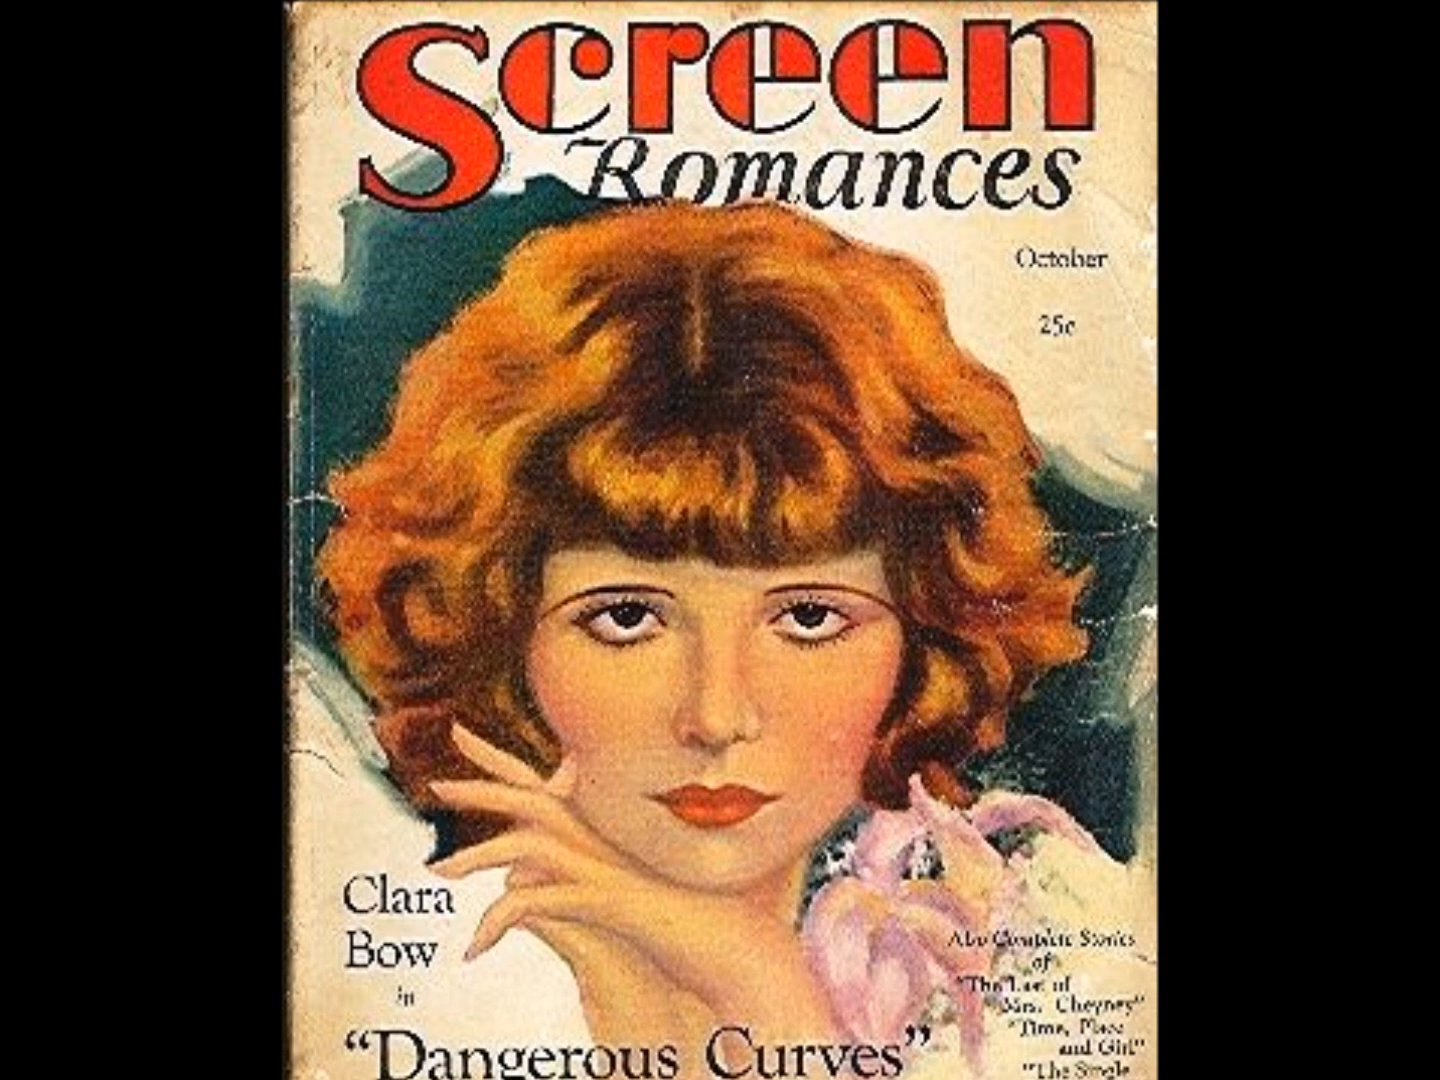 Screen
Romances
October
25c
Clara
Bow
in
"Dangerous Curves"
Also Complete Stories
of
"The Last of
Mrs. Cheyney"
"Time, Place
and Girl"
"The Single